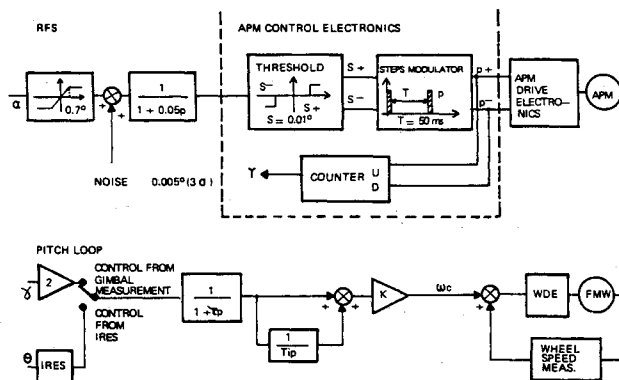 RFS
APM CONTROL ELECTRONICS
α
0.7°
+
+
1
1 + 0.05p
NOISE 0.005° (3 σ)
THRESHOLD
S-
S+
S = 0.01°
S +
S -
STEPS MODULATOR
T
p
T = 50 ms
p+
p-
APM
DRIVE
ELECTRO-
NICS
APM
COUNTER
U
D
γ
PITCH LOOP
γ
2
CONTROL FROM
GIMBAL
MEASUREMENT
CONTROL
FROM
IRES
θ
IRES
1
1 + τp
1
Tip
+
+
K
ωc
+
+
WDE
FMW
WHEEL
SPEED
MEAS.